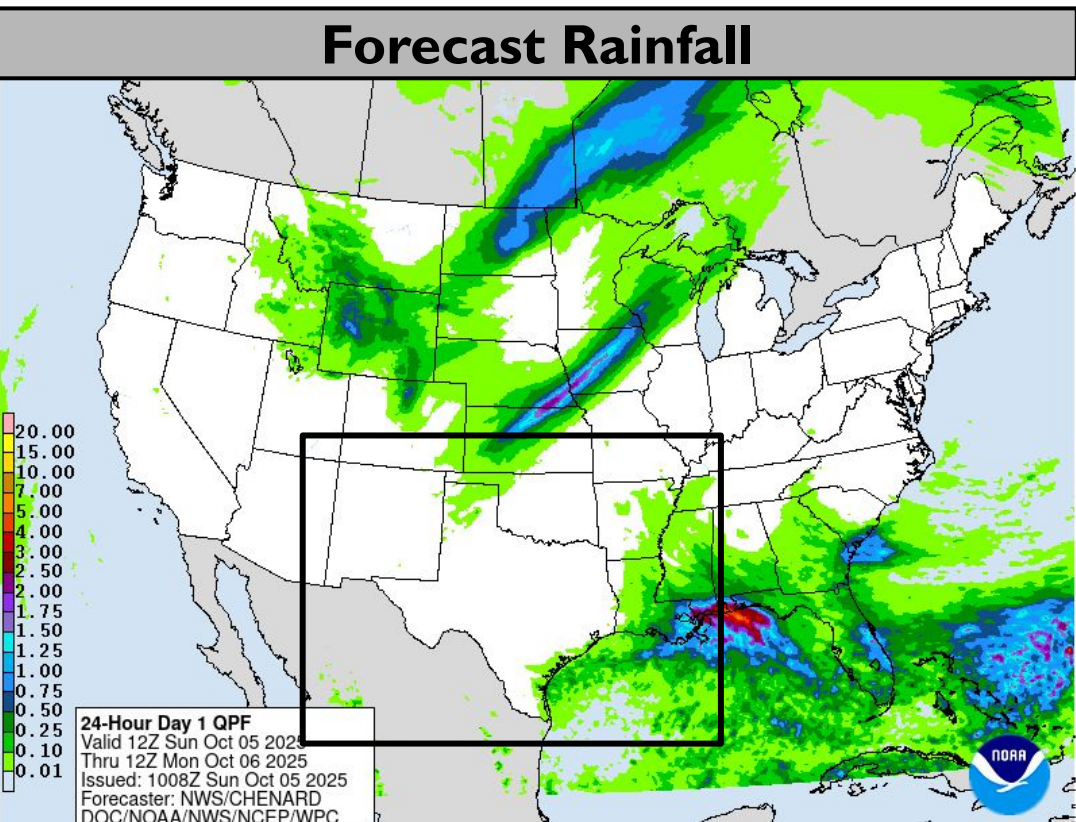 Forecast Rainfall
20.00
15.00
10.00
7.00
5.00
4.00
3.00
2.50
2.00
1.75
1.50
1.25
1.00
0.75
0.50
0.25
0.10
0.01
24-Hour Day 1 QPF
Valid 12Z Sun Oct 05 2025
Thru 12Z Mon Oct 06 2025
Issued: 1008Z Sun Oct 05 2025
Forecaster: NWS/CHENARD
DOC/NOAA/NWS/NCEP/WPC
NOAA